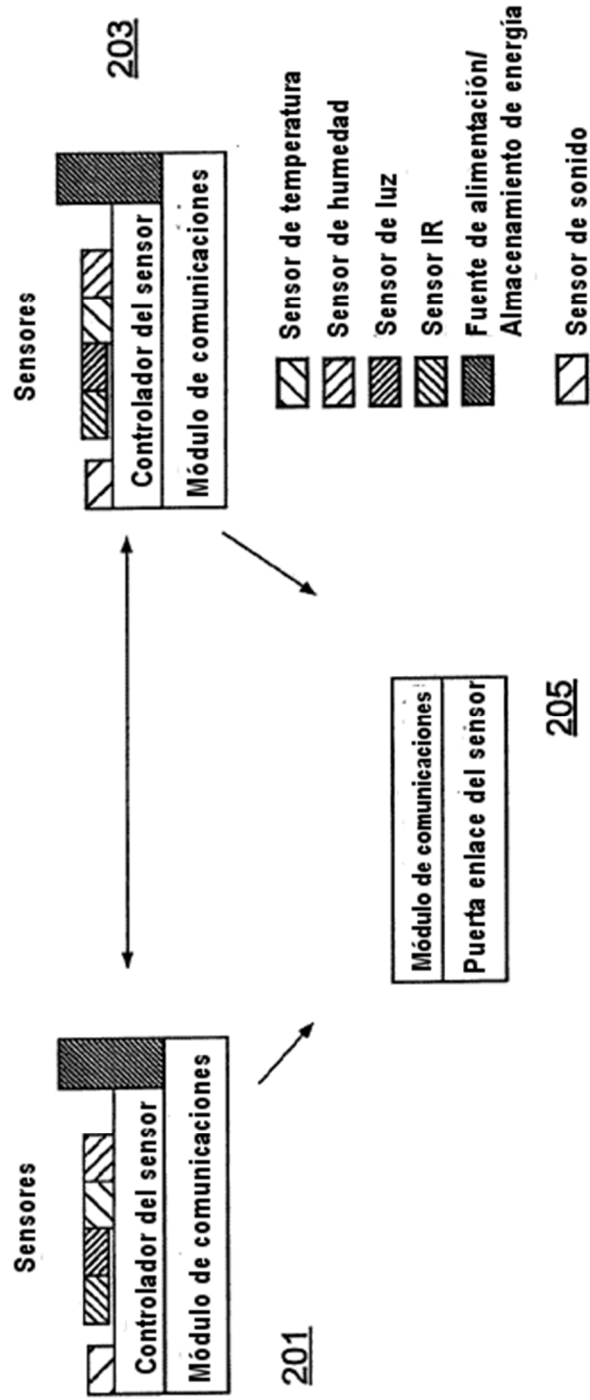 Sensores
Controlador del sensor
Módulo de comunicaciones
201
Sensores
Controlador del sensor
Módulo de comunicaciones
203
Módulo de comunicaciones
Puerta enlace del sensor
205
Sensor de temperatura
Sensor de humedad
Sensor de luz
Sensor IR
Fuente de alimentación/
Almacenamiento de energía
Sensor de sonido